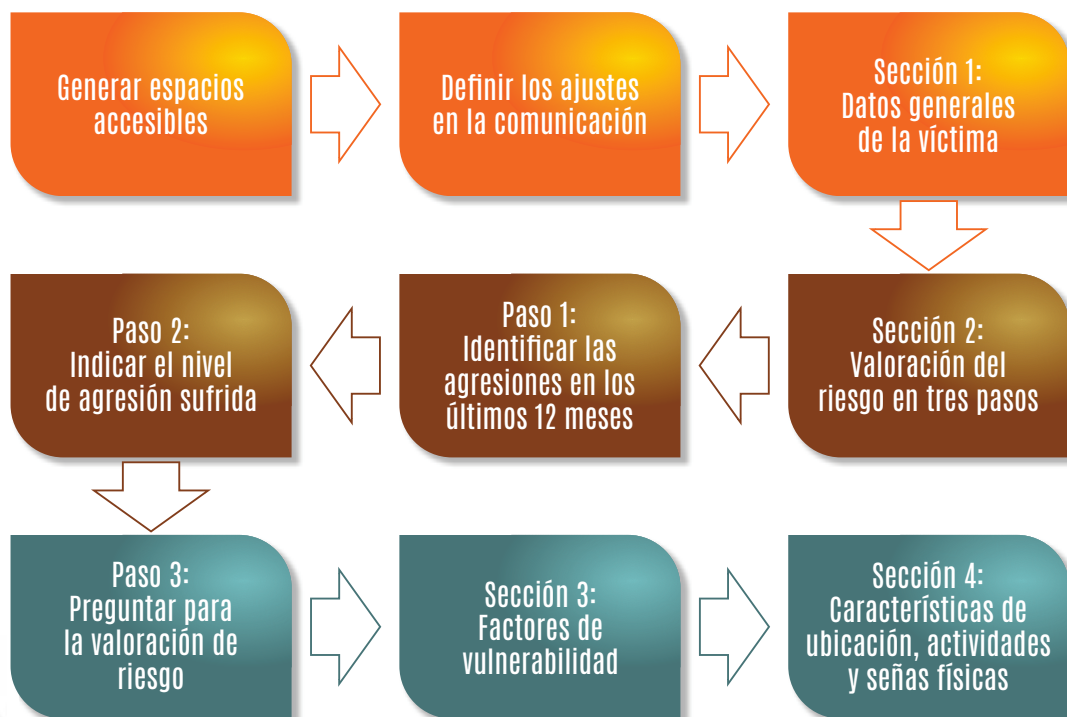 Generar espacios
accesibles
Definir los ajustes
en la comunicación
Sección 1:
Datos generales
de la víctima
Sección 2:
Valoración del
riesgo en tres pasos
Paso 1:
Identificar las
agresiones en los
últimos 12 meses
Paso 2:
Indicar el nivel
de agresión sufrida
Paso 3:
Preguntar para
la valoración de
riesgo
Sección 3:
Factores de
vulnerabilidad
Sección 4:
Características de
ubicación, actividades
y señas físicas